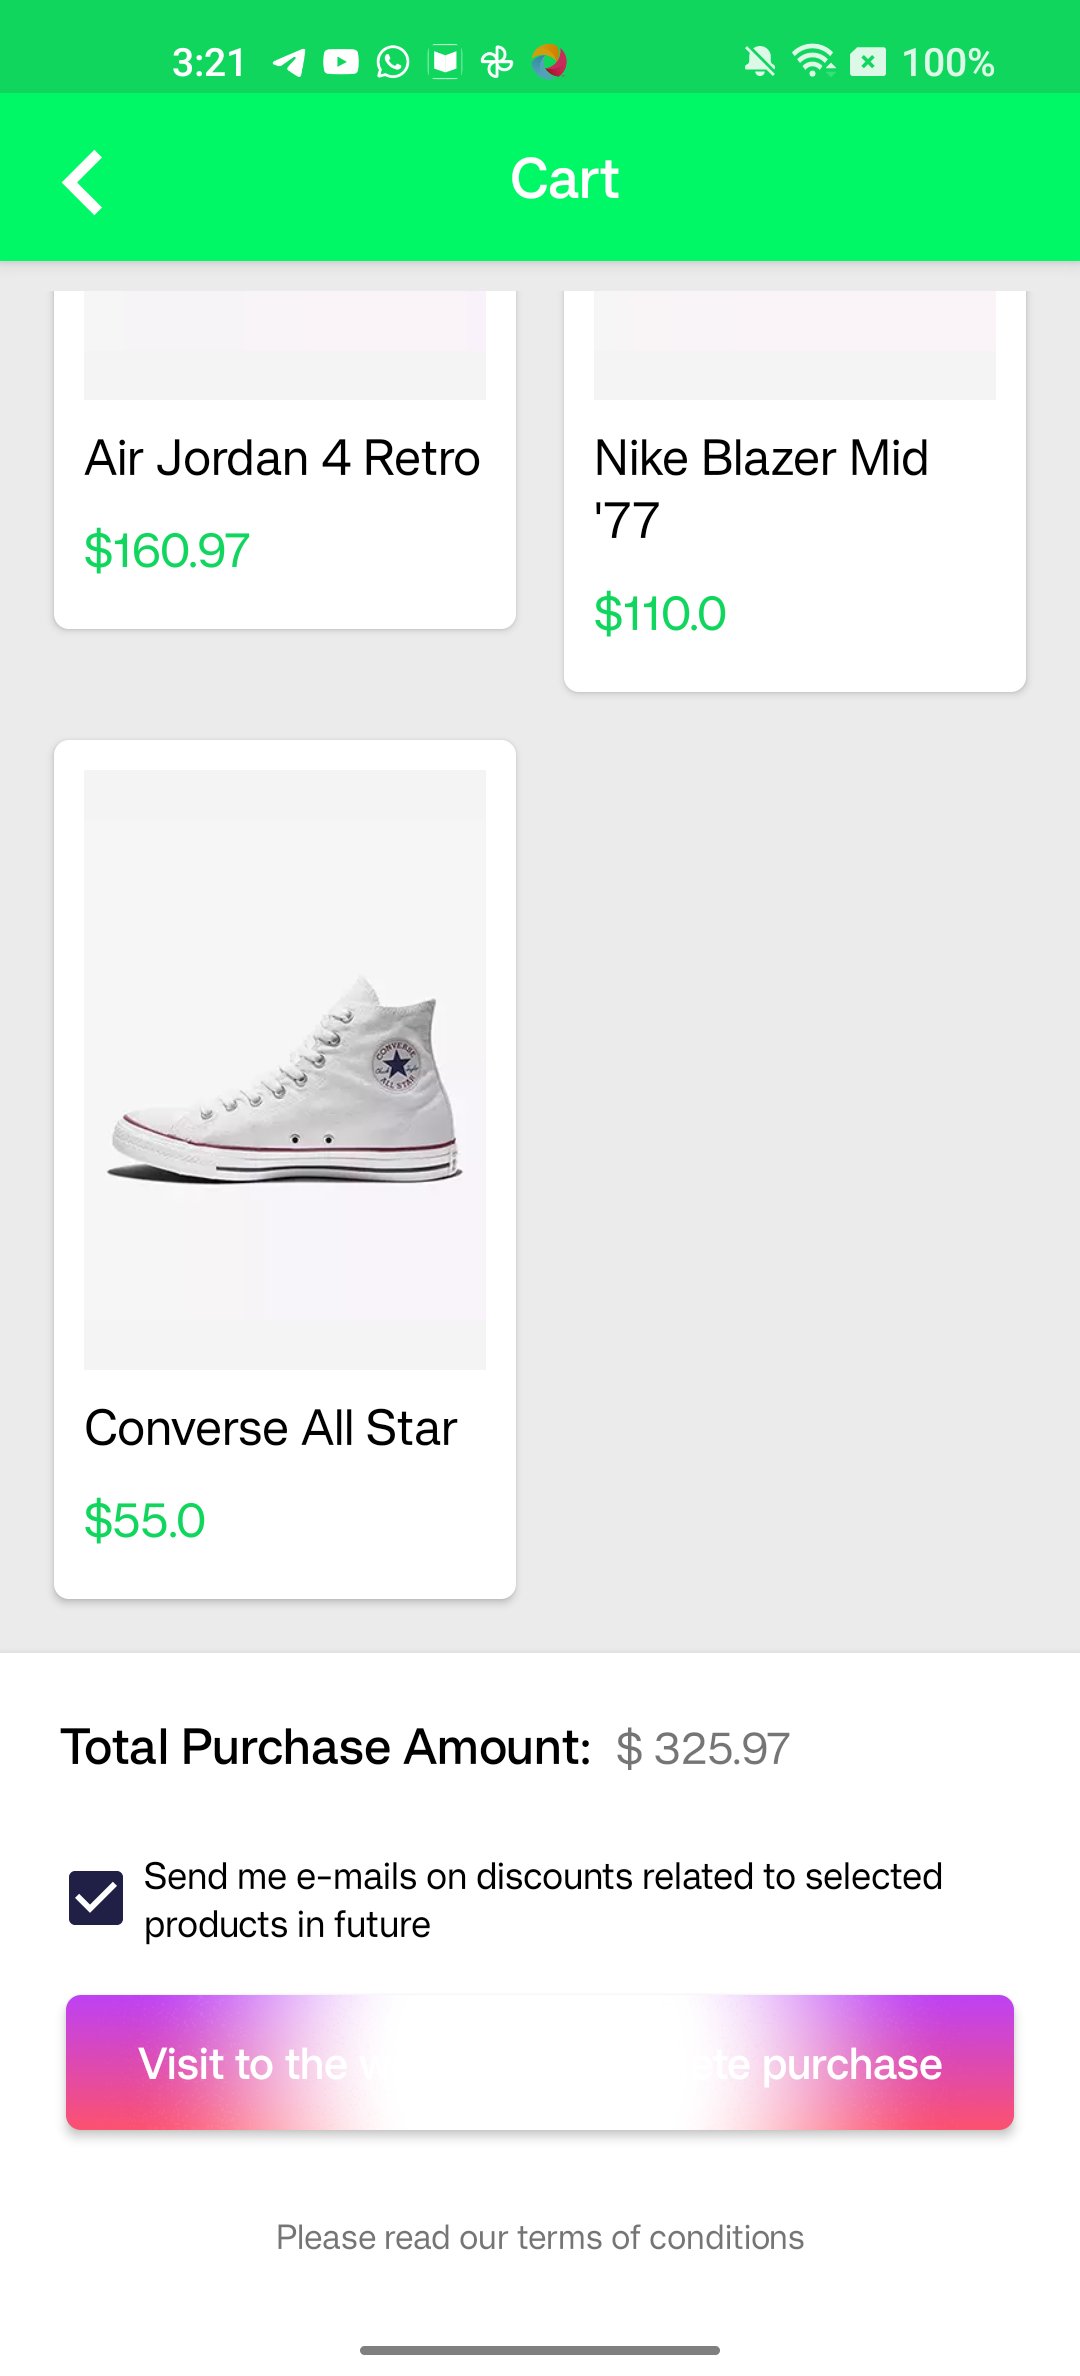 3:21 100%
Cart
Air Jordan 4 Retro
$160.97
Nike Blazer Mid
'77
$110.0
CONVERSE
ALL STAR
Converse All Star
$55.0
Total Purchase Amount: $ 325.97
Send me e-mails on discounts related to selected
products in future
Visit to the purchase
Please read our terms of conditions